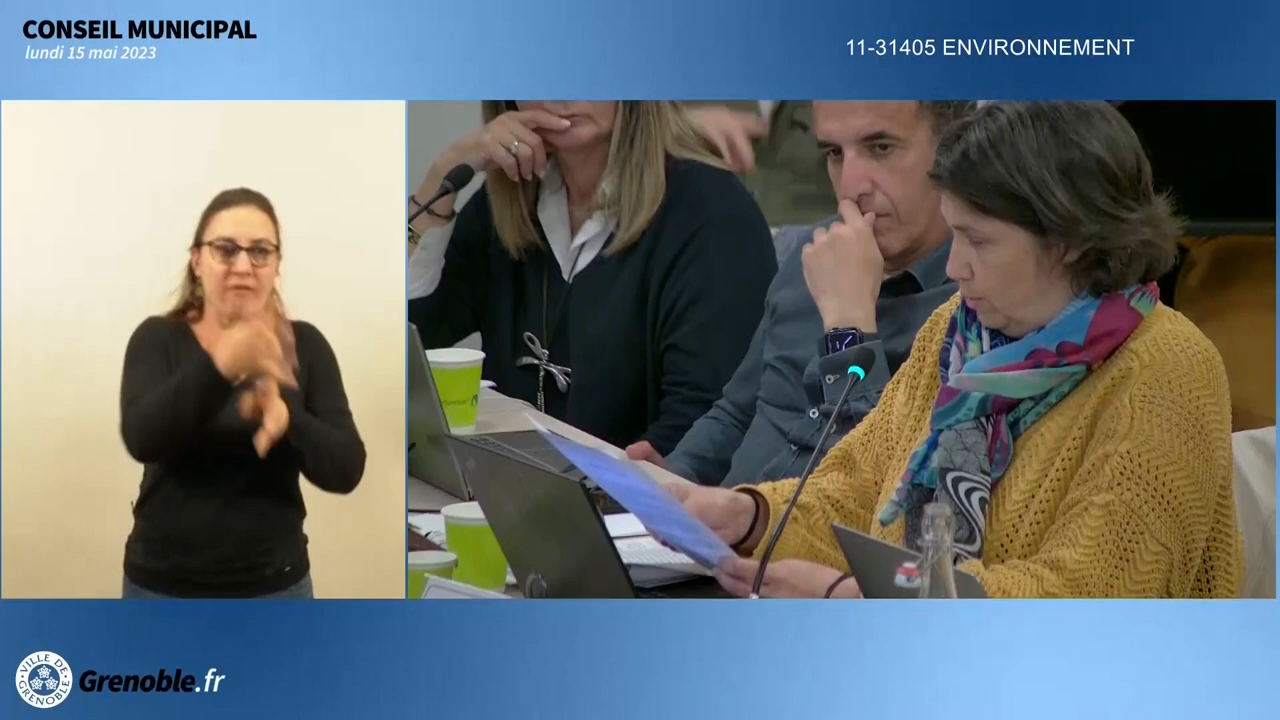 CONSEIL MUNICIPAL
lundi 15 mai 2023
11-31405 ENVIRONNEMENT
VILLE DE GRENOBLE
Grenoble.fr